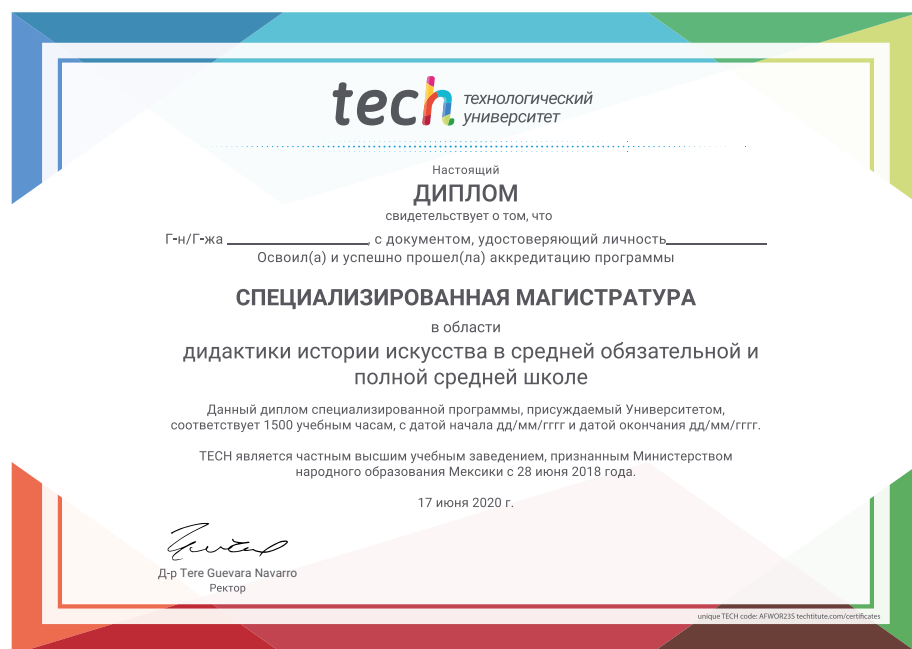 tech технологический
университет
Настоящий
ДИПЛОМ
свидетельствует о том, что
Г-н/Г-жа , с документом, удостоверяющий личность
Освоил(а) и успешно прошел(ла) аккредитацию программы
СПЕЦИАЛИЗИРОВАННАЯ МАГИСТРАТУРА
в области
дидактики истории искусства в средней обязательной и
полной средней школе
Данный диплом специализированной программы, присуждаемый Университетом,
соответствует 1500 учебным часам, с датой начала дд/мм/гггг и датой окончания дд/мм/гггг.
TECH является частным высшим учебным заведением, признанным Министерством
народного образования Мексики с 28 июня 2018 года.
17 июня 2020 г.
Д-р Tere Guevara Navarro
Ректор
unique TECH code: AFWOR23S techtitute.com/certificates